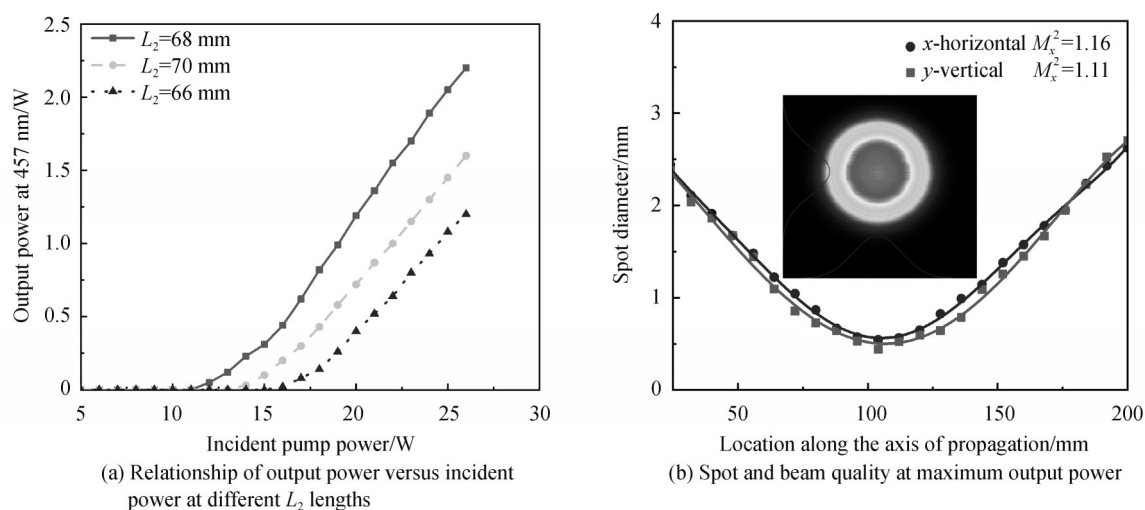 2.5
2.0
1.5
1.0
0.5
0
5 10 15 20 25 30
Output power at 457 nm/W
L₂=68 mm
L₂=70 mm
L₂=66 mm
Incident pump power/W
(a) Relationship of output power versus incident
power at different L₂ lengths
4
3
2
1
0
50 100 150 200
Spot diameter/mm
x-horizontal Mₓ²=1.16
y-vertical Mₓ²=1.11
Location along the axis of propagation/mm
(b) Spot and beam quality at maximum output power